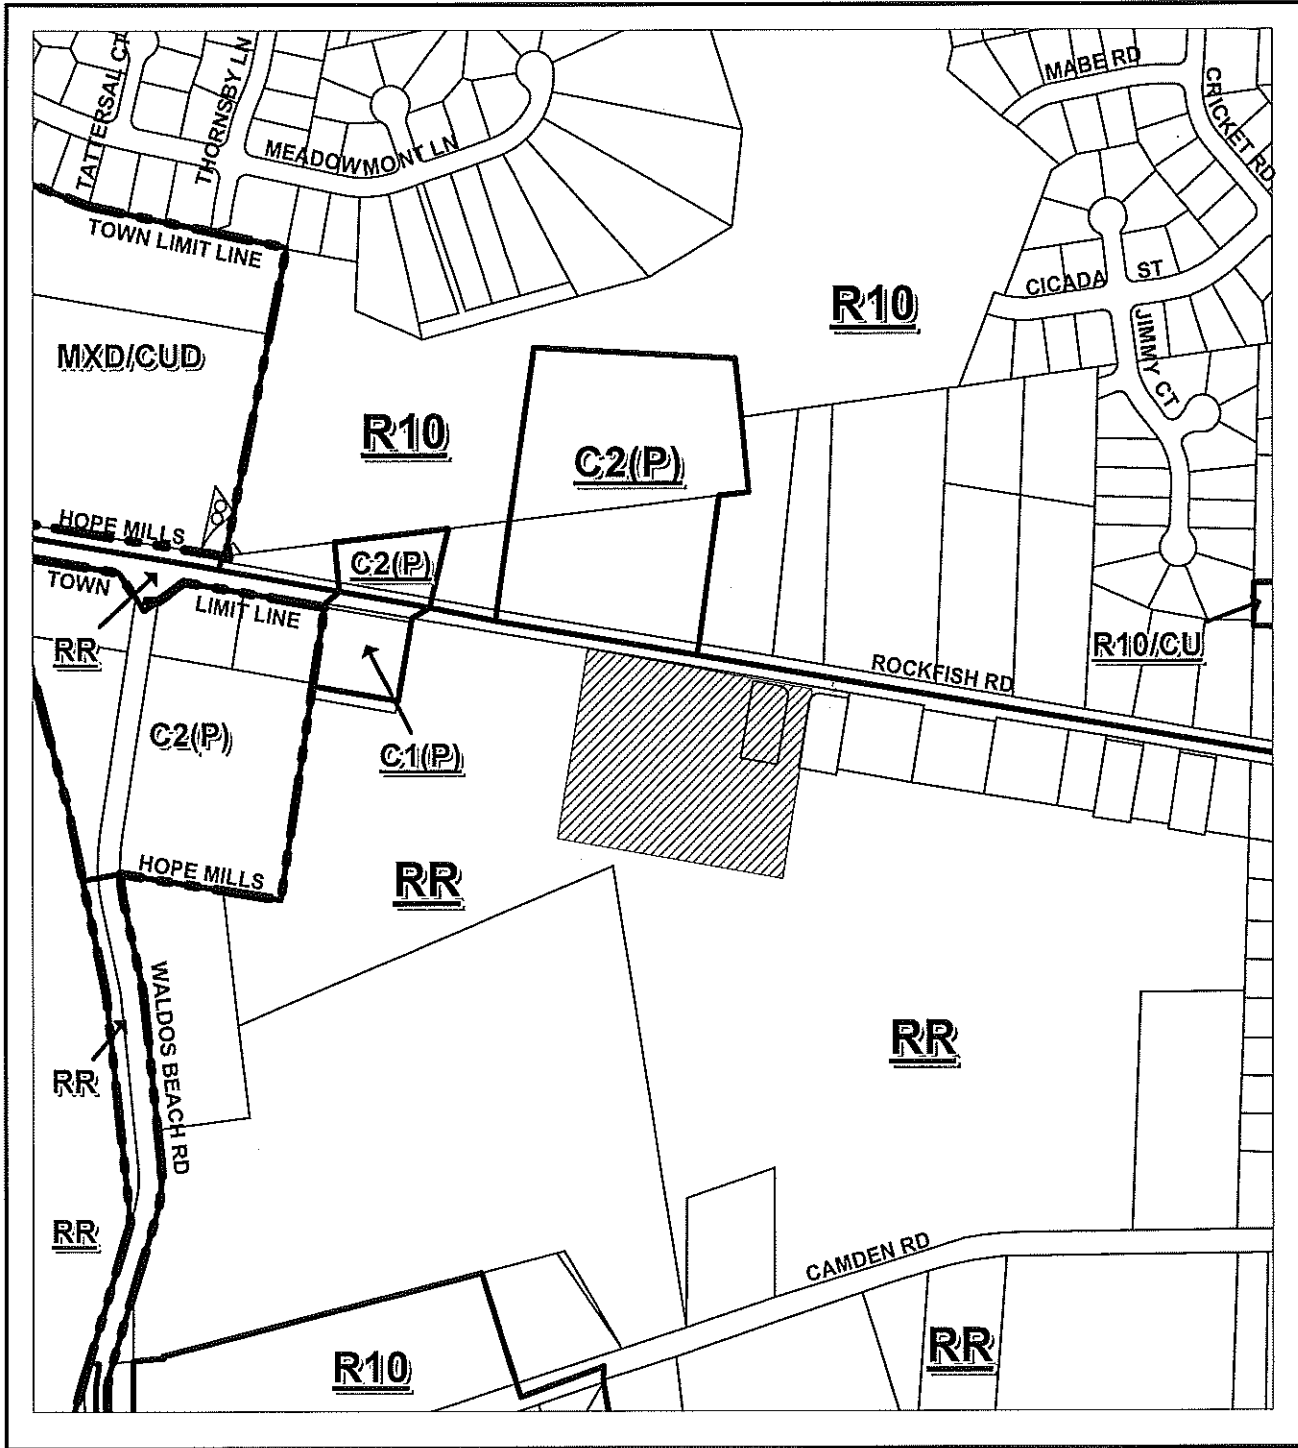 TATTERSAL CT
THORNSBY LN
MEADOWMONT LN
MABE RD
CRICKET RD
TOWN LIMIT LINE
CICADA ST
JIMMY CT
R10
MXD/CUD
R10
C2(P)
HOPE MILLS
C2(P)
TOWN LIMIT LINE
RR
R10/CU
ROCKFISH RD
C2(P)
C1(P)
HOPE MILLS
RR
WALDOS BEACH RD
RR
RR
RR
CAMDEN RD
R10
RR